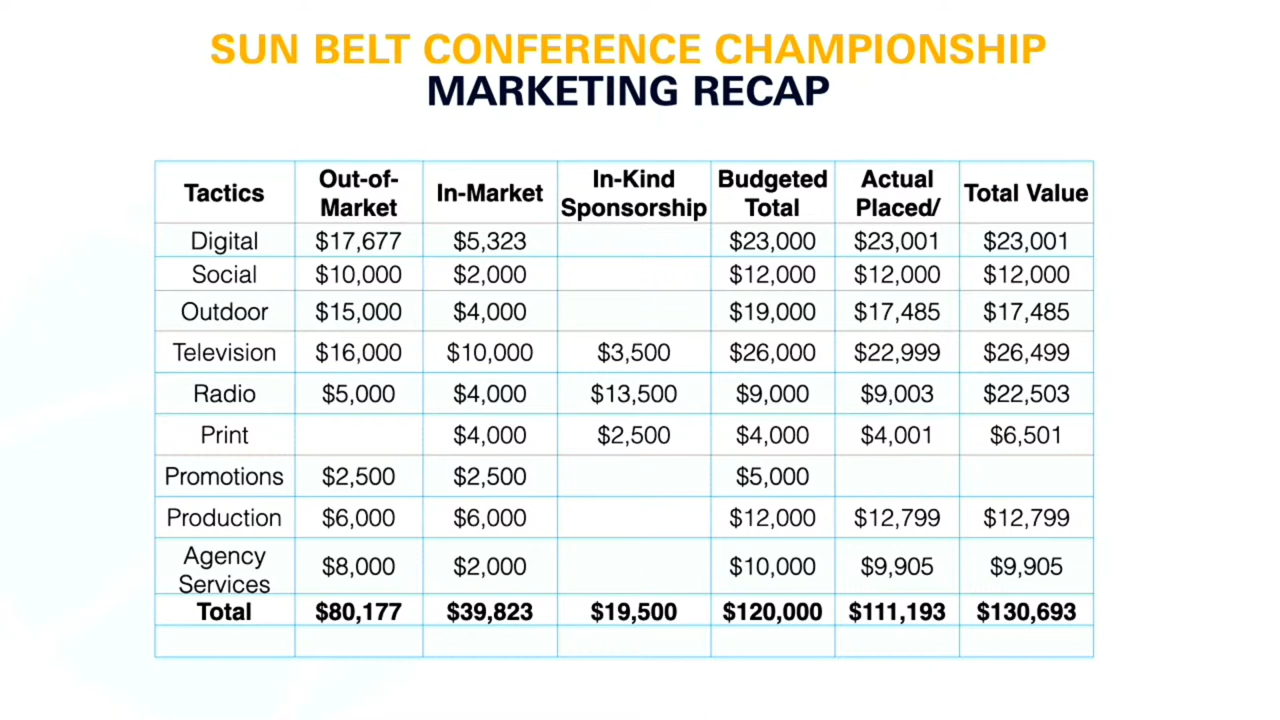 SUN BELT CONFERENCE CHAMPIONSHIP
MARKETING RECAP
Tactics Out-of-Market In-Market In-Kind Sponsorship Budgeted Total Actual Placed/ Total Value
Digital $17,677 $5,323 $23,000 $23,001 $23,001
Social $10,000 $2,000 $12,000 $12,000 $12,000
Outdoor $15,000 $4,000 $19,000 $17,485 $17,485
Television $16,000 $10,000 $3,500 $26,000 $22,999 $26,499
Radio $5,000 $4,000 $13,500 $9,000 $9,003 $22,503
Print $4,000 $2,500 $4,000 $4,001 $6,501
Promotions $2,500 $2,500 $5,000
Production $6,000 $6,000 $12,000 $12,799 $12,799
Agency Services $8,000 $2,000 $10,000 $9,905 $9,905
Total $80,177 $39,823 $19,500 $120,000 $111,193 $130,693